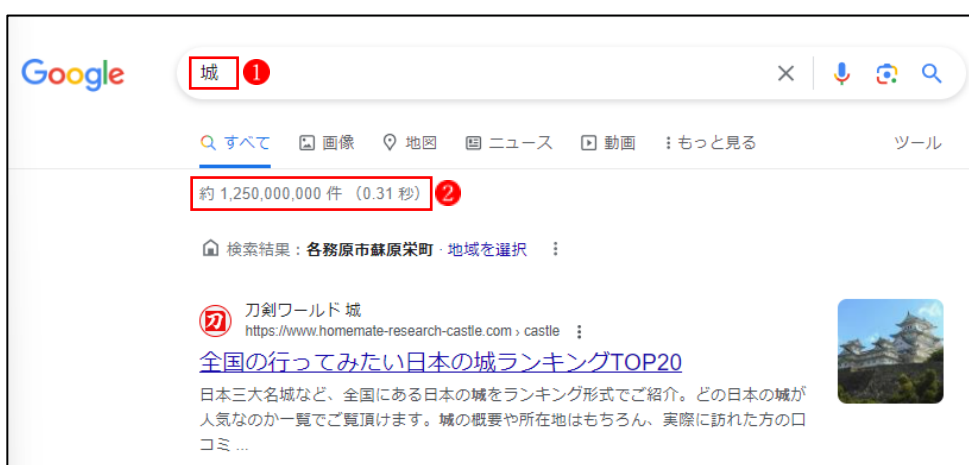 Google
城 1
すべて 画像 地図 ニュース 動画 もっと見る ツール
約 1,250,000,000 件 （0.31 秒） 2
検索結果：各務原市蘇原栄町 · 地域を選択
刀
刀剣ワールド 城
https://www.homemate-research-castle.com › castle
全国の行ってみたい日本の城ランキングTOP20
日本三大名城など、全国にある日本の城をランキング形式でご紹介。どの日本の城が
人気なのか一覧でご覧頂けます。城の概要や所在地はもちろん、実際に訪れた方の口
コミ ...